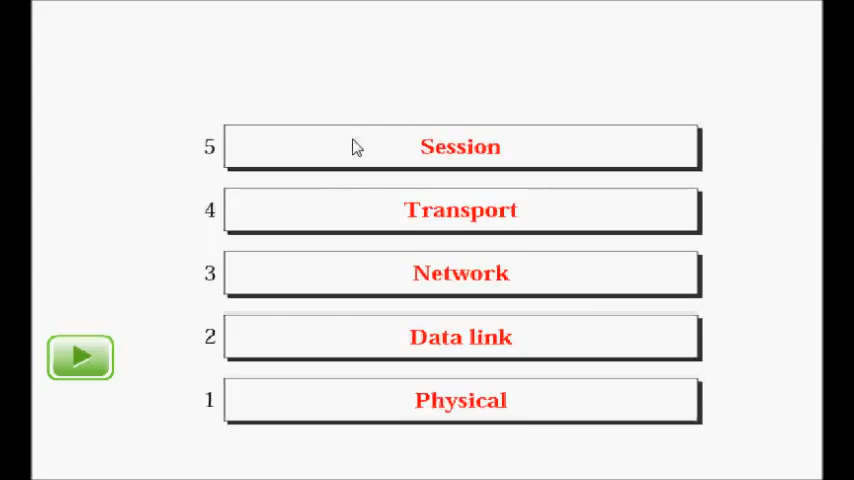 5 Session
4 Transport
3 Network
2 Data link
1 Physical